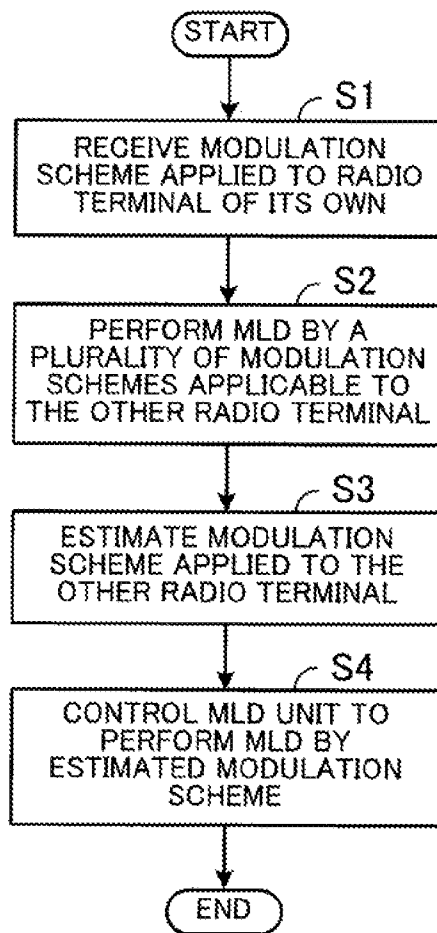 START
S1
RECEIVE MODULATION
SCHEME APPLIED TO RADIO
TERMINAL OF ITS OWN
S2
PERFORM MLD BY A
PLURALITY OF MODULATION
SCHEMES APPLICABLE TO
THE OTHER RADIO TERMINAL
S3
ESTIMATE MODULATION
SCHEME APPLIED TO THE
OTHER RADIO TERMINAL
S4
CONTROL MLD UNIT TO
PERFORM MLD BY
ESTIMATED MODULATION
SCHEME
END